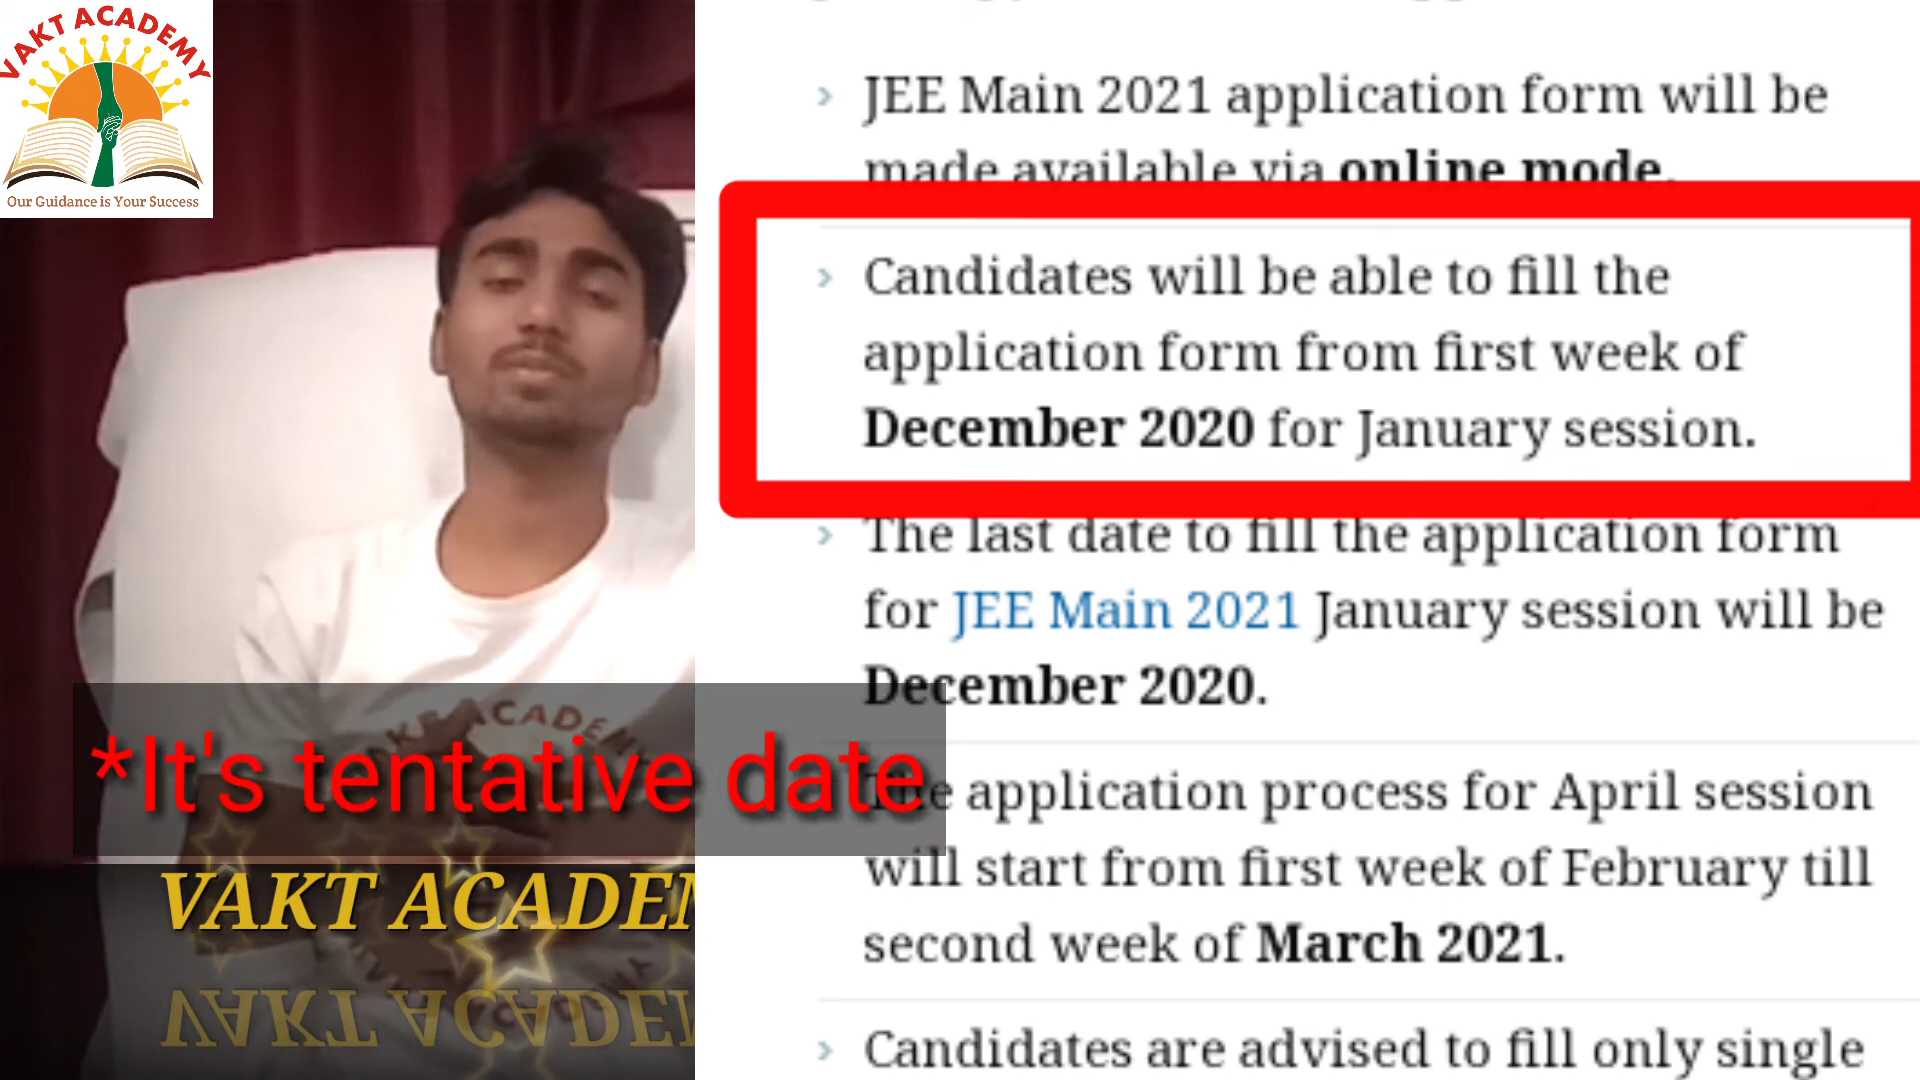 VAKT ACADEMY
Our Guidance is Your Success
JEE Main 2021 application form will be
made available via online mode.
Candidates will be able to fill the
application form from first week of
December 2020 for January session.
The last date to fill the application form
for JEE Main 2021 January session will be
December 2020.
The application process for April session
will start from first week of February till
second week of March 2021.
Candidates are advised to fill only single
VAKT ACADEMY
*It's tentative date
VAKT ACADEM